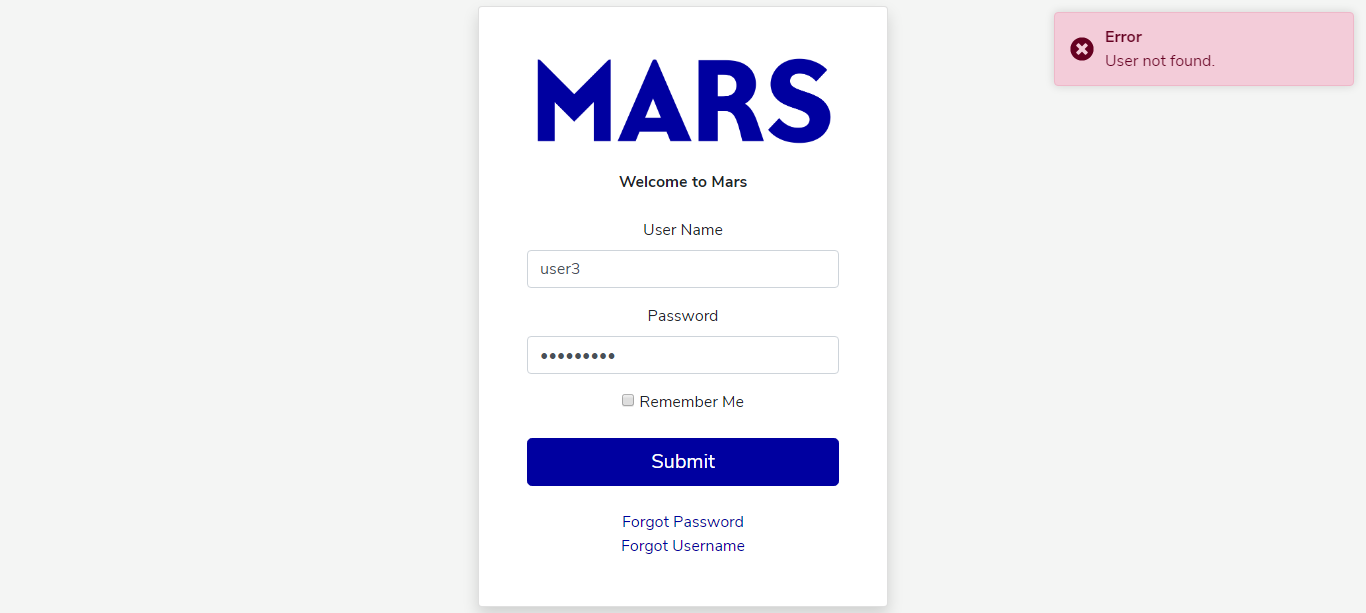 MARS
Welcome to Mars
User Name
user3
Password
•••••••••
Remember Me
Submit
Forgot Password
Forgot Username
Error
User not found.